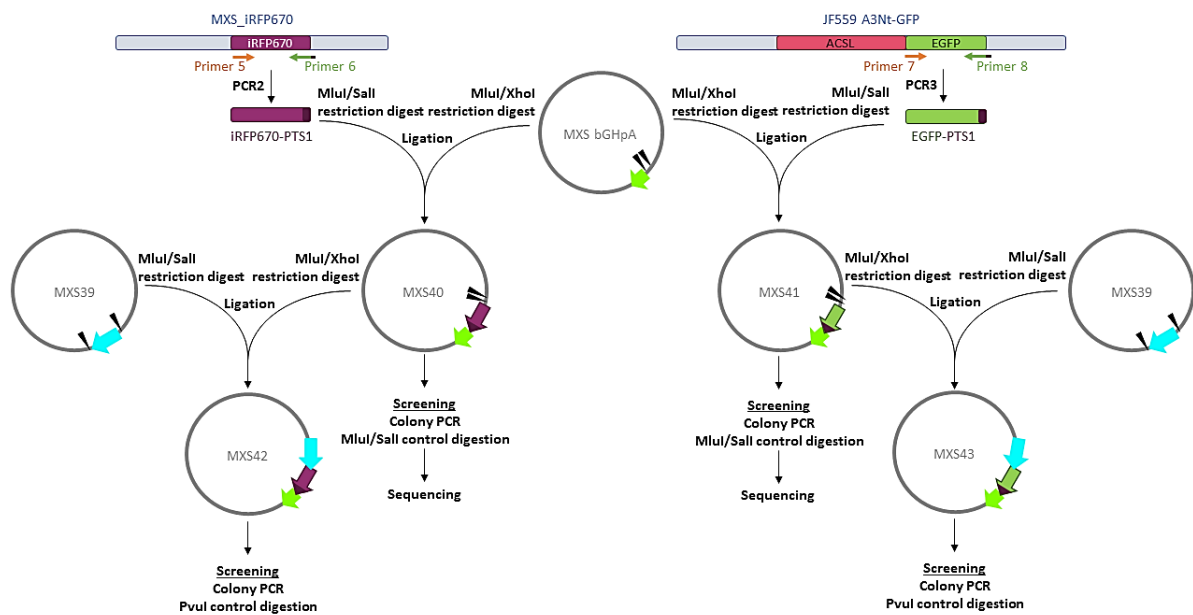 MXS_iRFP670
iRFP670
Primer 5
Primer 6
PCR2
iRFP670-PTS1
MluI/SalI
restriction digest
MluI/XhoI
restriction digest
Ligation
MXS bGHpA
JF559 A3Nt-GFP
ACSL
EGFP
Primer 7
Primer 8
PCR3
EGFP-PTS1
MluI/XhoI
restriction digest
MluI/SalI
restriction digest
Ligation
MXS39
MluI/SalI
restriction digest
MluI/XhoI
restriction digest
Ligation
MXS40
MXS41
MluI/XhoI
restriction digest
MluI/SalI
restriction digest
Ligation
MXS39
Screening
Colony PCR
MluI/SalI control digestion
Sequencing
Screening
Colony PCR
MluI/SalI control digestion
Sequencing
MXS42
MXS43
Screening
Colony PCR
PvuI control digestion
Screening
Colony PCR
PvuI control digestion